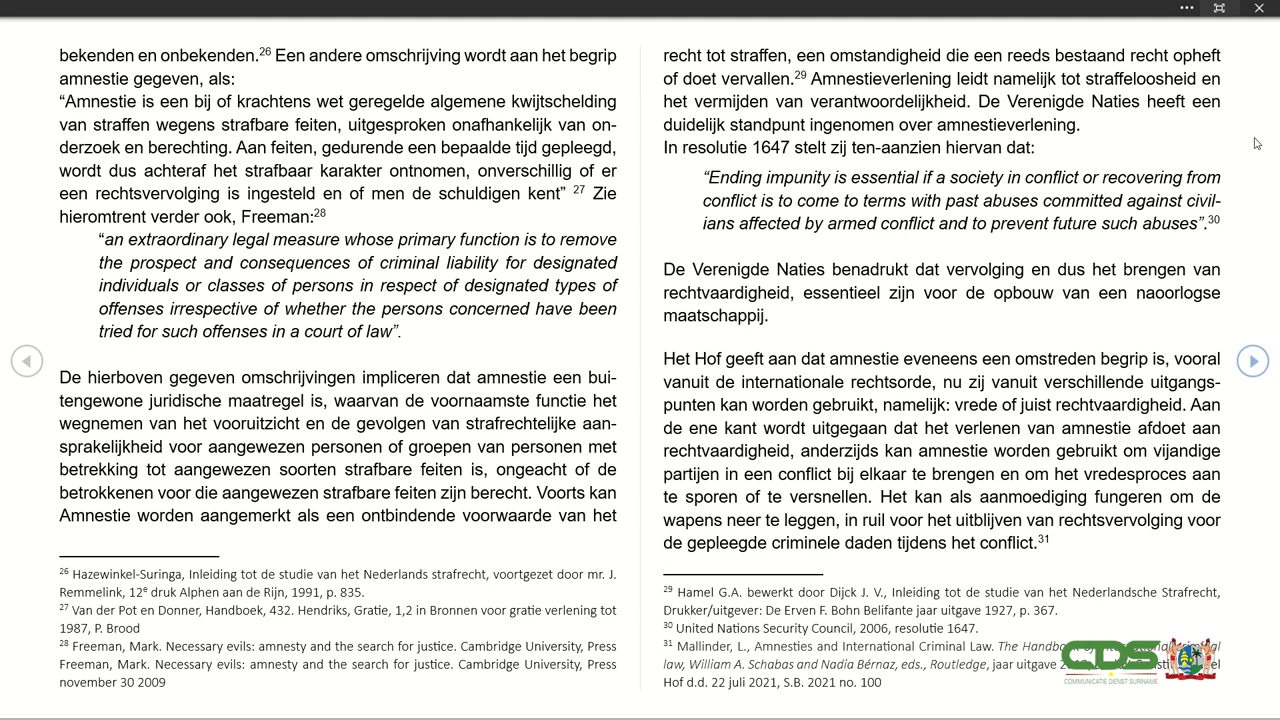 bekenden en onbekenden.26 Een andere omschrijving wordt aan het begrip
amnestie gegeven, als:
“Amnestie is een bij of krachtens wet geregelde algemene kwijtschelding
van straffen wegens strafbare feiten, uitgesproken onafhankelijk van on-
derzoek en berechting. Aan feiten, gedurende een bepaalde tijd gepleegd,
wordt dus achteraf het strafbaar karakter ontnomen, onverschillig of er
een rechtsvervolging is ingesteld en of men de schuldigen kent” 27 Zie
hieromtrent verder ook, Freeman:28
“an extraordinary legal measure whose primary function is to remove
the prospect and consequences of criminal liability for designated
individuals or classes of persons in respect of designated types of
offenses irrespective of whether the persons concerned have been
tried for such offenses in a court of law”.
De hierboven gegeven omschrijvingen impliceren dat amnestie een bui-
tengewone juridische maatregel is, waarvan de voornaamste functie het
wegnemen van het vooruitzicht en de gevolgen van strafrechtelijke aan-
sprakelijkheid voor aangewezen personen of groepen van personen met
betrekking tot aangewezen soorten strafbare feiten is, ongeacht of de
betrokkenen voor die aangewezen strafbare feiten zijn berecht. Voorts kan
Amnestie worden aangemerkt als een ontbindende voorwaarde van het
26 Hazewinkel-Suringa, Inleiding tot de studie van het Nederlands strafrecht, voortgezet door mr. J.
Remmelink, 12e druk Alphen aan de Rijn, 1991, p. 835.
27 Van der Pot en Donner, Handboek, 432. Hendriks, Gratie, 1,2 in Bronnen voor gratie verlening tot
1987, P. Brood
28 Freeman, Mark. Necessary evils: amnesty and the search for justice. Cambridge University, Press
Freeman, Mark. Necessary evils: amnesty and the search for justice. Cambridge University, Press
november 30 2009
recht tot straffen, een omstandigheid die een reeds bestaand recht opheft
of doet vervallen.29 Amnestieverlening leidt namelijk tot straffeloosheid en
het vermijden van verantwoordelijkheid. De Verenigde Naties heeft een
duidelijk standpunt ingenomen over amnestieverlening.
In resolutie 1647 stelt zij ten-aanzien hiervan dat:
“Ending impunity is essential if a society in conflict or recovering from
conflict is to come to terms with past abuses committed against civil-
ians affected by armed conflict and to prevent future such abuses”.30
De Verenigde Naties benadrukt dat vervolging en dus het brengen van
rechtvaardigheid, essentieel zijn voor de opbouw van een naoorlogse
maatschappij.
Het Hof geeft aan dat amnestie eveneens een omstreden begrip is, vooral
vanuit de internationale rechtsorde, nu zij vanuit verschillende uitgangs-
punten kan worden gebruikt, namelijk: vrede of juist rechtvaardigheid. Aan
de ene kant wordt uitgegaan dat het verlenen van amnestie afdoet aan
rechtvaardigheid, anderzijds kan amnestie worden gebruikt om vijandige
partijen in een conflict bij elkaar te brengen en om het vredesproces aan
te sporen of te versnellen. Het kan als aanmoediging fungeren om de
wapens neer te leggen, in ruil voor het uitblijven van rechtsvervolging voor
de gepleegde criminele daden tijdens het conflict.31
29 Hamel G.A. bewerkt door Dijck J. V., Inleiding tot de studie van het Nederlandsche Strafrecht,
Drukker/uitgever: De Erven F. Bohn Belifante jaar uitgave 1927, p. 367.
30 United Nations Security Council, 2006, resolutie 1647.
31 Mallinder, L., Amnesties and International Criminal Law. The
law, William A. Schabas and Nadia Bérnaz, eds., Routledge, jaar uitgave
Hof d.d. 22 juli 2021, S.B. 2021 no. 100
CDS
COMMUNICATIE DIENST SURINAME